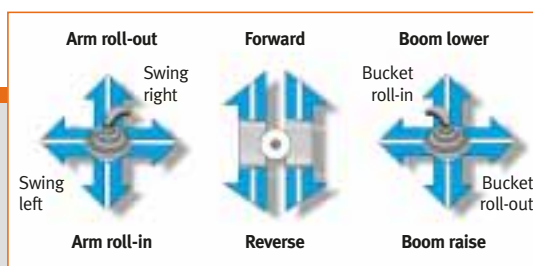 Arm roll-out
Forward
Boom lower
Swing
right
Bucket
roll-in
Swing
left
Bucket
roll-out
Arm roll-in
Reverse
Boom raise